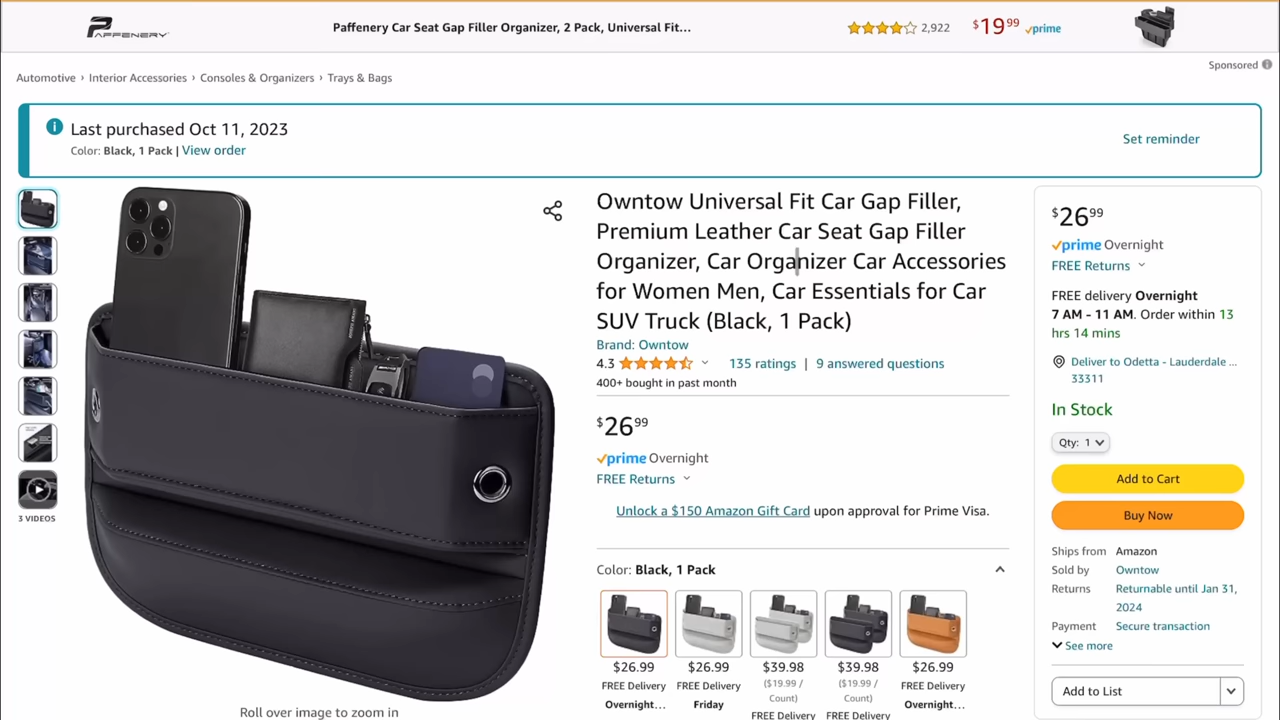 PAFFENERY
Paffenery Car Seat Gap Filler Organizer, 2 Pack, Universal Fit…
2,922
$19 99 prime
Sponsored
Automotive › Interior Accessories › Consoles & Organizers › Trays & Bags
Last purchased Oct 11, 2023
Color: Black, 1 Pack | View order
Set reminder
3 VIDEOS
Roll over image to zoom in
Owntow Universal Fit Car Gap Filler,
Premium Leather Car Seat Gap Filler
Organizer, Car Organizer Car Accessories
for Women Men, Car Essentials for Car
SUV Truck (Black, 1 Pack)
Brand: Owntow
4.3
135 ratings | 9 answered questions
400+ bought in past month
$26 99
prime Overnight
FREE Returns
Unlock a $150 Amazon Gift Card upon approval for Prime Visa.
Color: Black, 1 Pack
$26.99
FREE Delivery
Overnight…
$26.99
FREE Delivery
Friday
$39.98
($19.99 /
Count)
FREE Delivery
$39.98
($19.99 /
Count)
FREE Delivery
$26.99
FREE Delivery
Overnight…
$26 99
prime Overnight
FREE Returns
FREE delivery Overnight
7 AM - 11 AM. Order within 13
hrs 14 mins
Deliver to Odetta - Lauderdale ...
33311
In Stock
Qty: 1
Add to Cart
Buy Now
Ships from Amazon
Sold by Owntow
Returns Returnable until Jan 31,
2024
Payment Secure transaction
See more
Add to List